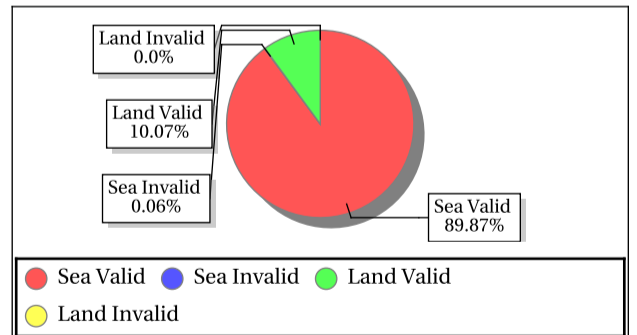 Land Invalid
0.0%
Land Valid
10.07%
Sea Invalid
0.06%
Sea Valid
89.87%
Sea Valid Sea Invalid Land Valid
Land Invalid